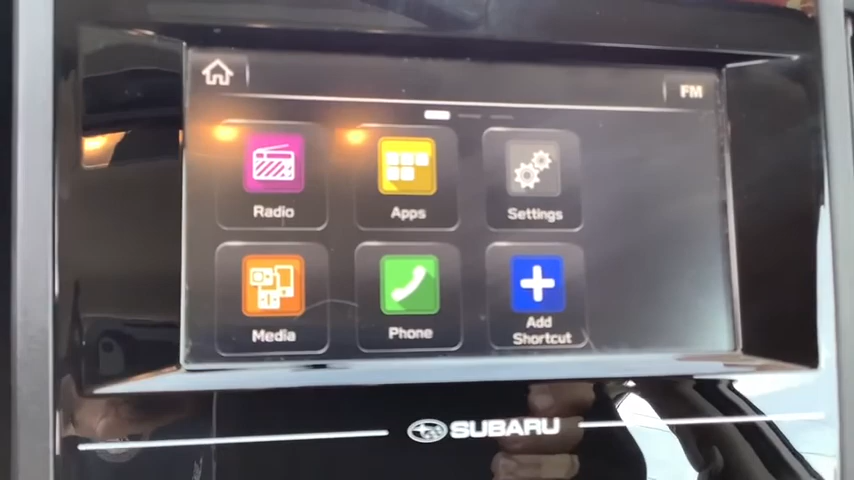 FM
Radio
Apps
Settings
Media
Phone
Add
Shortcut
SUBARU